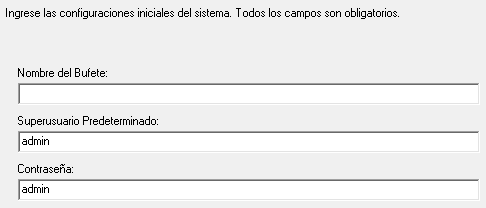 Ingrese las configuraciones iniciales del sistema. Todos los campos son obligatorios.
Nombre del Bufete:
Superusuario Predeterminado:
admin
Contraseña:
admin